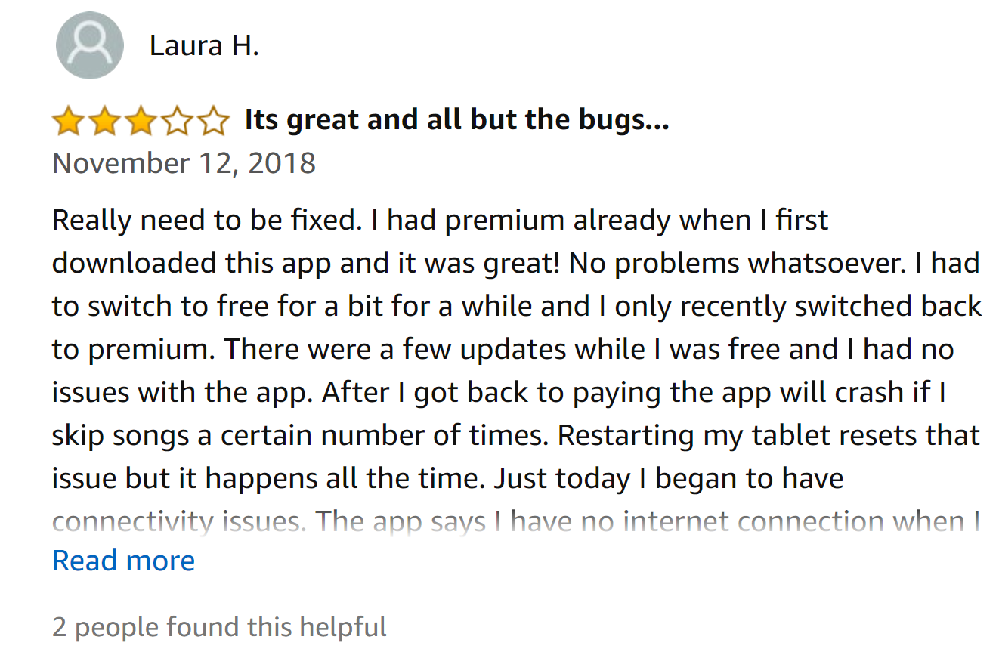 Laura H.
Its great and all but the bugs...
November 12, 2018
Really need to be fixed. I had premium already when I first
downloaded this app and it was great! No problems whatsoever. I had
to switch to free for a bit for a while and I only recently switched back
to premium. There were a few updates while I was free and I had no
issues with the app. After I got back to paying the app will crash if I
skip songs a certain number of times. Restarting my tablet resets that
issue but it happens all the time. Just today I began to have
connectivity issues. The app says I have no internet connection when I
Read more
2 people found this helpful